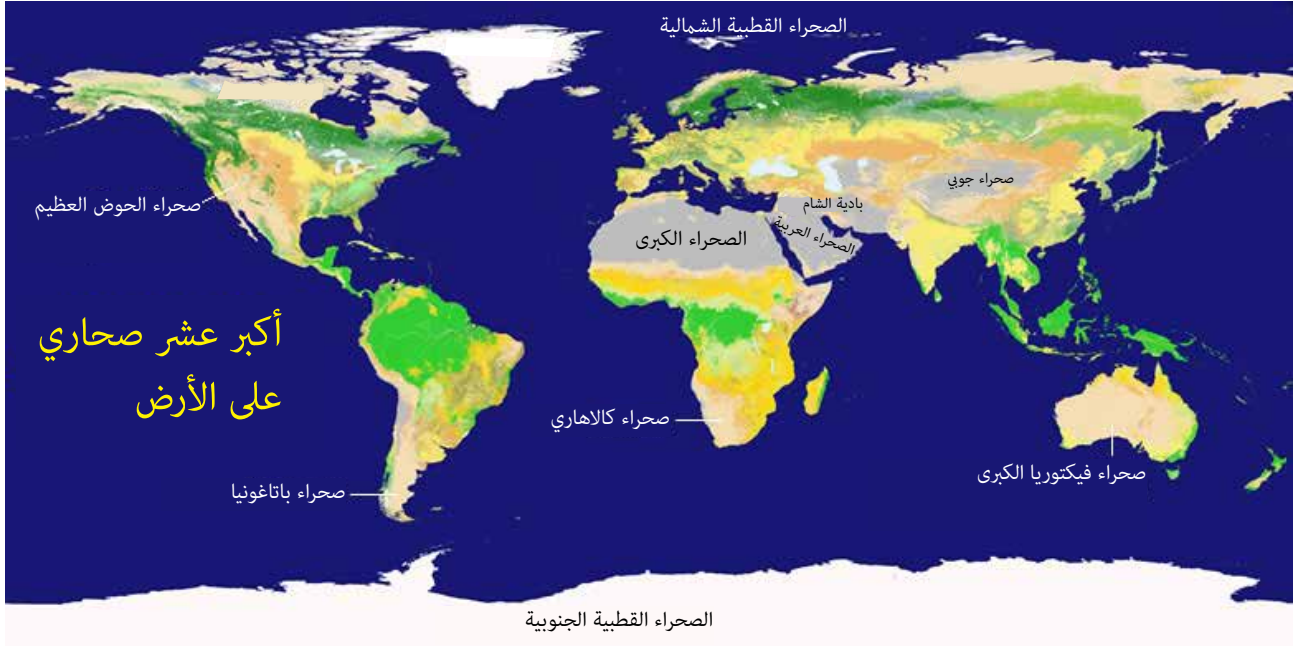 الصحراء القطبية الشمالية
صحراء جوبي
بادية الشام
صحراء الحوض العظيم
الصحراء الكبرى
الصحراء العربية
أكبر عشر صحاري
على الأرض
صحراء كالاهاري
صحراء فيكتوريا الكبرى
صحراء باتاغونيا
الصحراء القطبية الجنوبية